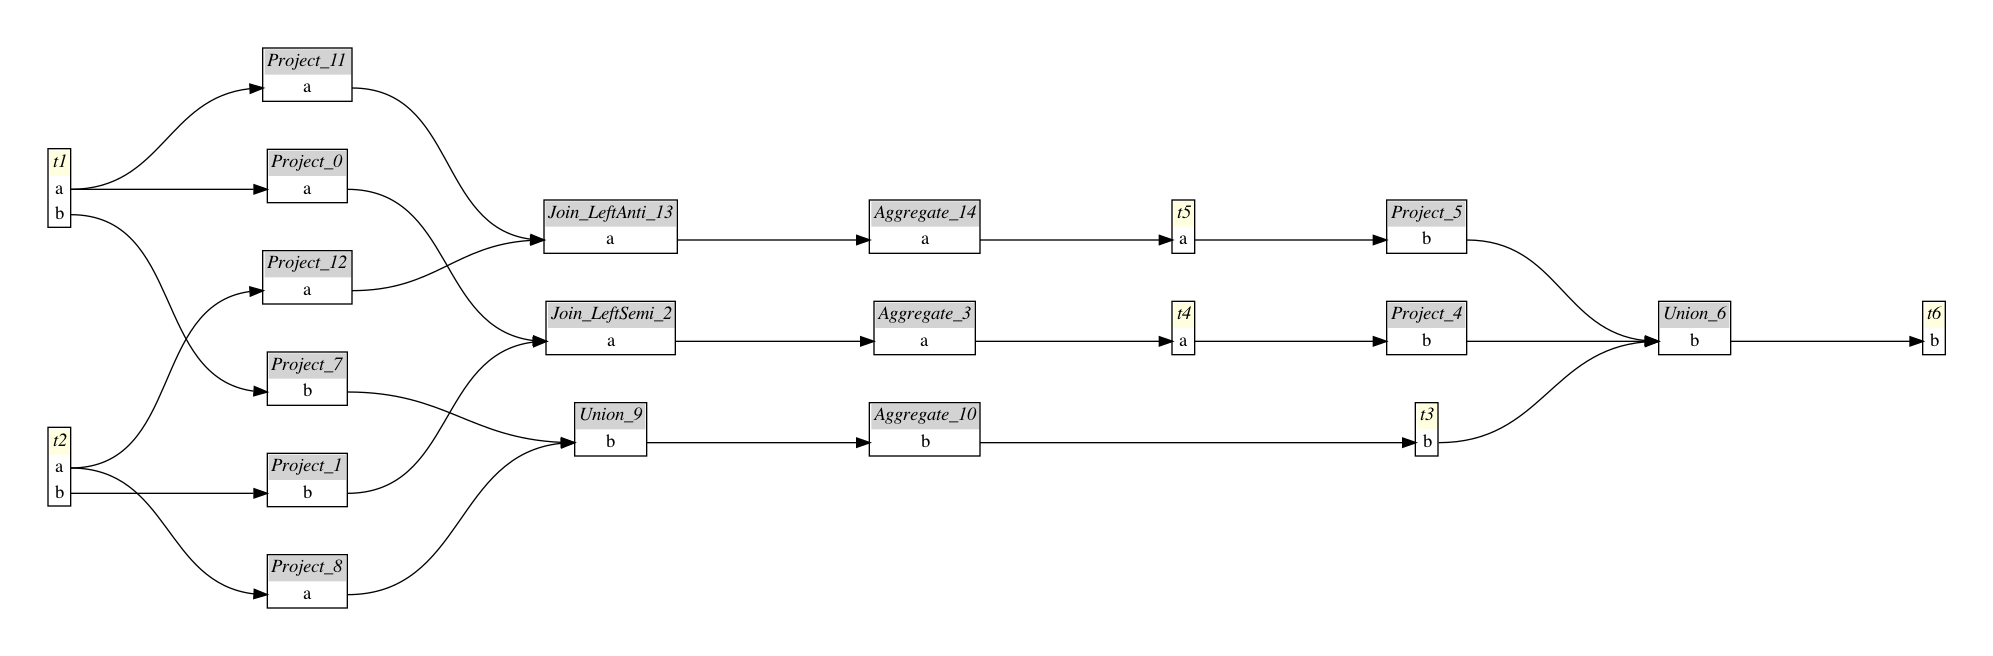 t1
a
b
t2
a
b
Project_11
a
Project_0
a
Project_12
a
Project_7
b
Project_1
b
Project_8
a
Join_LeftAnti_13
a
Join_LeftSemi_2
a
Union_9
b
Aggregate_14
a
Aggregate_3
a
Aggregate_10
b
t5
a
t4
a
Project_5
b
Project_4
b
t3
b
Union_6
b
t6
b